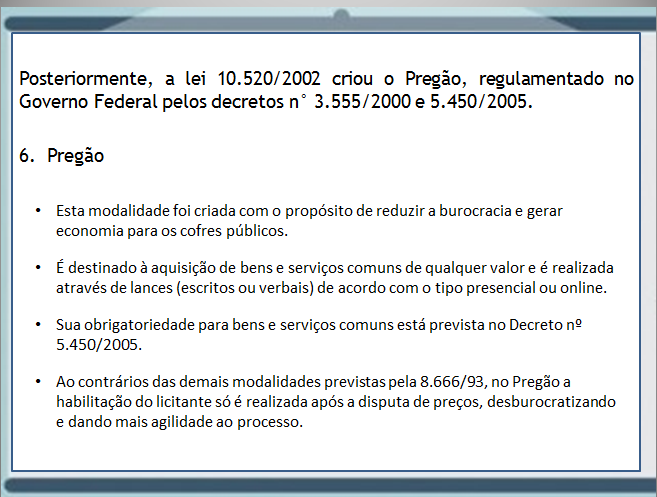 Posteriormente, a lei 10.520/2002 criou o Pregão, regulamentado no
Governo Federal pelos decretos n° 3.555/2000 e 5.450/2005.
6. Pregão
• Esta modalidade foi criada com o propósito de reduzir a burocracia e gerar
economia para os cofres públicos.
• É destinado à aquisição de bens e serviços comuns de qualquer valor e é realizada
através de lances (escritos ou verbais) de acordo com o tipo presencial ou online.
• Sua obrigatoriedade para bens e serviços comuns está prevista no Decreto nº
5.450/2005.
• Ao contrários das demais modalidades previstas pela 8.666/93, no Pregão a
habilitação do licitante só é realizada após a disputa de preços, desburocratizando
e dando mais agilidade ao processo.